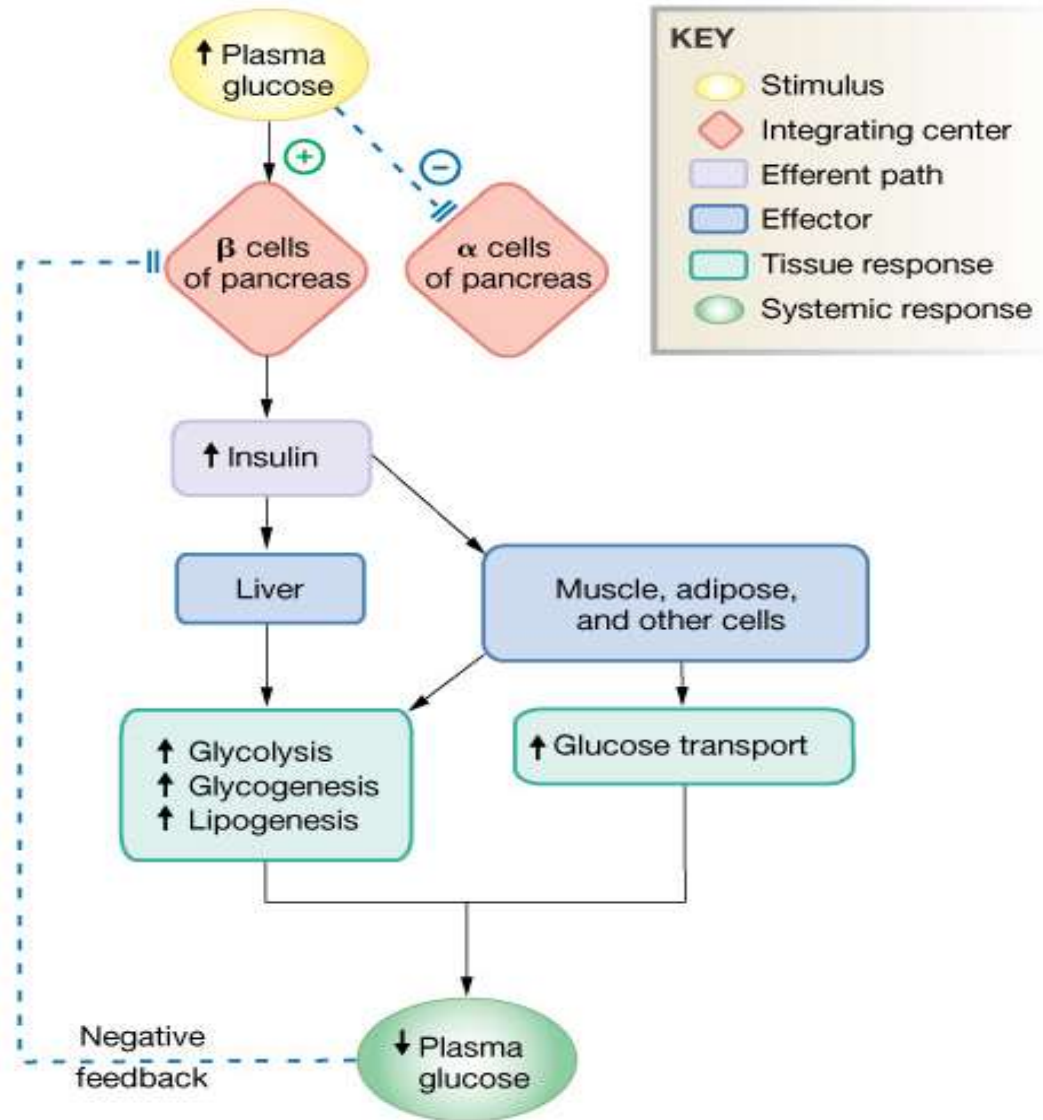 ↑ Plasma
glucose
+
−
β cells
of pancreas
α cells
of pancreas
↑ Insulin
Liver
Muscle, adipose,
and other cells
↑ Glycolysis
↑ Glycogenesis
↑ Lipogenesis
↑ Glucose transport
Negative
feedback
↓ Plasma
glucose
KEY
Stimulus
Integrating center
Efferent path
Effector
Tissue response
Systemic response